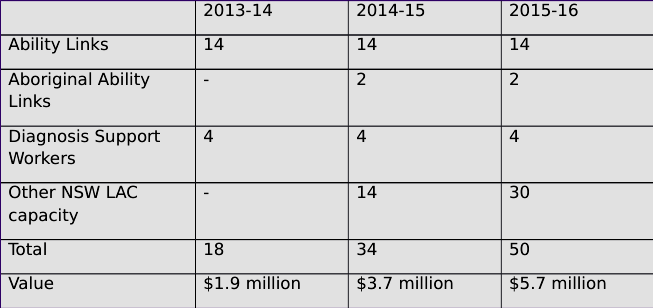 2013-14 2014-15 2015-16
Ability Links 14 14 14
Aboriginal Ability - 2 2
Links
Diagnosis Support 4 4 4
Workers
Other NSW LAC - 14 30
capacity
Total 18 34 50
Value $1.9 million $3.7 million $5.7 million